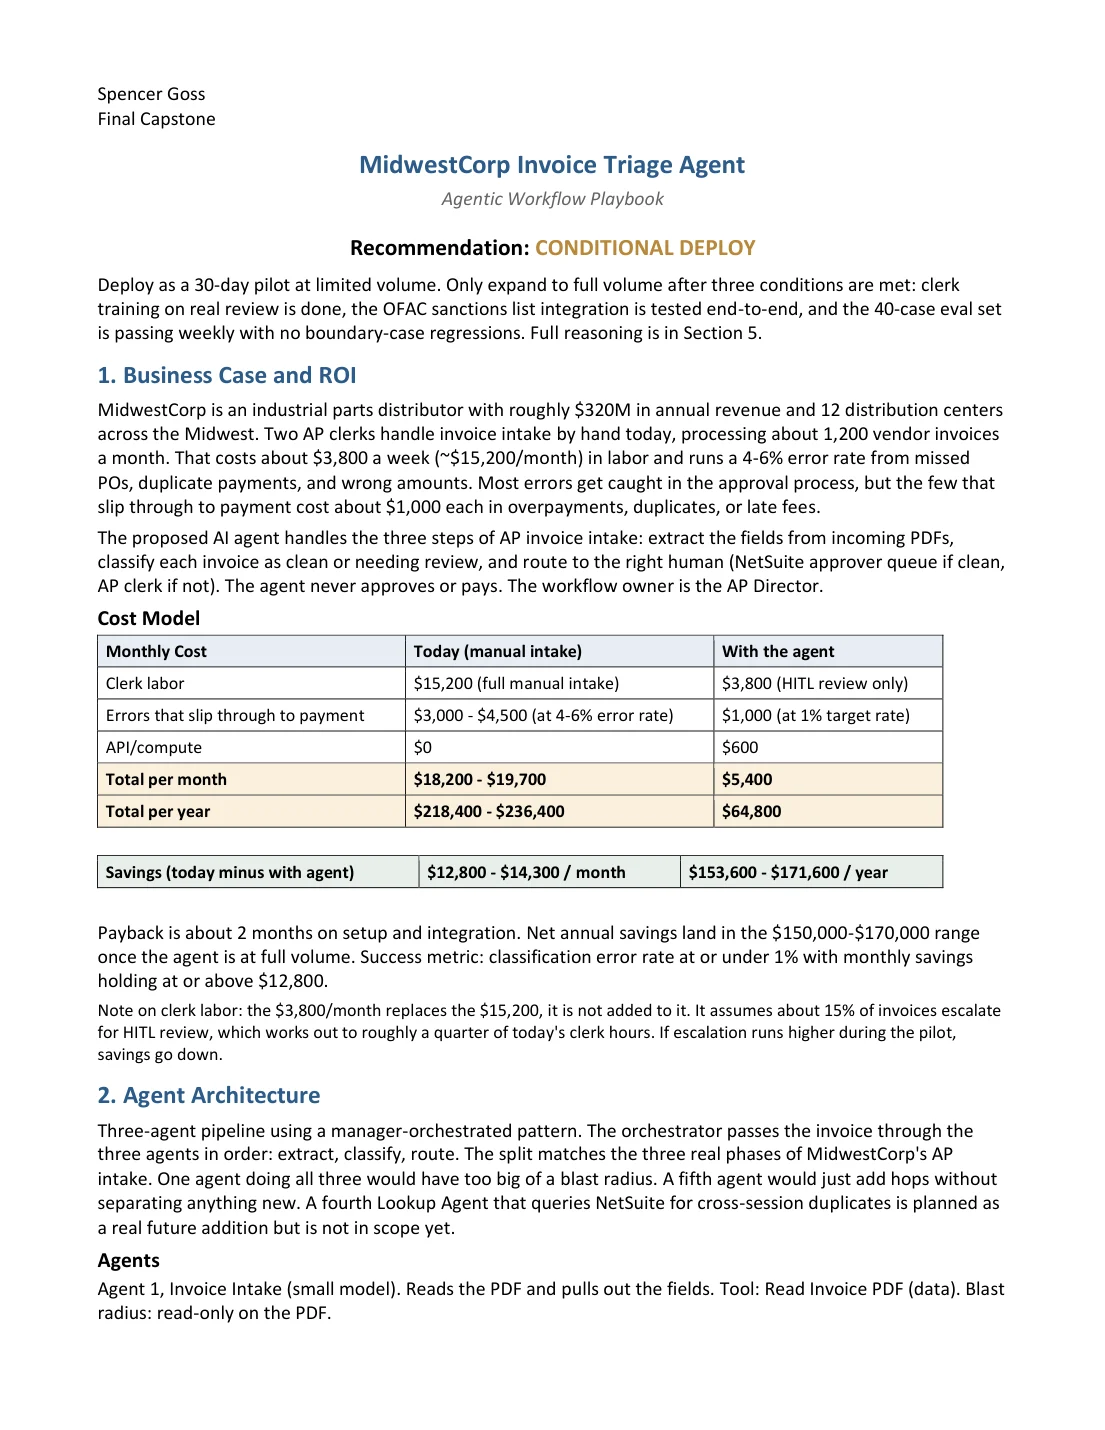 Spencer Goss
Final Capstone
MidwestCorp Invoice Triage Agent
Agentic Workflow Playbook
Recommendation: CONDITIONAL DEPLOY
Deploy as a 30-day pilot at limited volume. Only expand to full volume after three conditions are met: clerk
training on real review is done, the OFAC sanctions list integration is tested end-to-end, and the 40-case eval set
is passing weekly with no boundary-case regressions. Full reasoning is in Section 5.
1. Business Case and ROI
MidwestCorp is an industrial parts distributor with roughly $320M in annual revenue and 12 distribution centers
across the Midwest. Two AP clerks handle invoice intake by hand today, processing about 1,200 vendor invoices
a month. That costs about $3,800 a week (~$15,200/month) in labor and runs a 4-6% error rate from missed
POs, duplicate payments, and wrong amounts. Most errors get caught in the approval process, but the few that
slip through to payment cost about $1,000 each in overpayments, duplicates, or late fees.
The proposed AI agent handles the three steps of AP invoice intake: extract the fields from incoming PDFs,
classify each invoice as clean or needing review, and route to the right human (NetSuite approver queue if clean,
AP clerk if not). The agent never approves or pays. The workflow owner is the AP Director.
Cost Model
Monthly Cost Today (manual intake) With the agent
Clerk labor $15,200 (full manual intake) $3,800 (HITL review only)
Errors that slip through to payment $3,000 - $4,500 (at 4-6% error rate) $1,000 (at 1% target rate)
API/compute $0 $600
Total per month $18,200 - $19,700 $5,400
Total per year $218,400 - $236,400 $64,800
Savings (today minus with agent) $12,800 - $14,300 / month $153,600 - $171,600 / year
Payback is about 2 months on setup and integration. Net annual savings land in the $150,000-$170,000 range
once the agent is at full volume. Success metric: classification error rate at or under 1% with monthly savings
holding at or above $12,800.
Note on clerk labor: the $3,800/month replaces the $15,200, it is not added to it. It assumes about 15% of invoices escalate
for HITL review, which works out to roughly a quarter of today's clerk hours. If escalation runs higher during the pilot,
savings go down.
2. Agent Architecture
Three-agent pipeline using a manager-orchestrated pattern. The orchestrator passes the invoice through the
three agents in order: extract, classify, route. The split matches the three real phases of MidwestCorp's AP
intake. One agent doing all three would have too big of a blast radius. A fifth agent would just add hops without
separating anything new. A fourth Lookup Agent that queries NetSuite for cross-session duplicates is planned as
a real future addition but is not in scope yet.
Agents
Agent 1, Invoice Intake (small model). Reads the PDF and pulls out the fields. Tool: Read Invoice PDF (data). Blast
radius: read-only on the PDF.